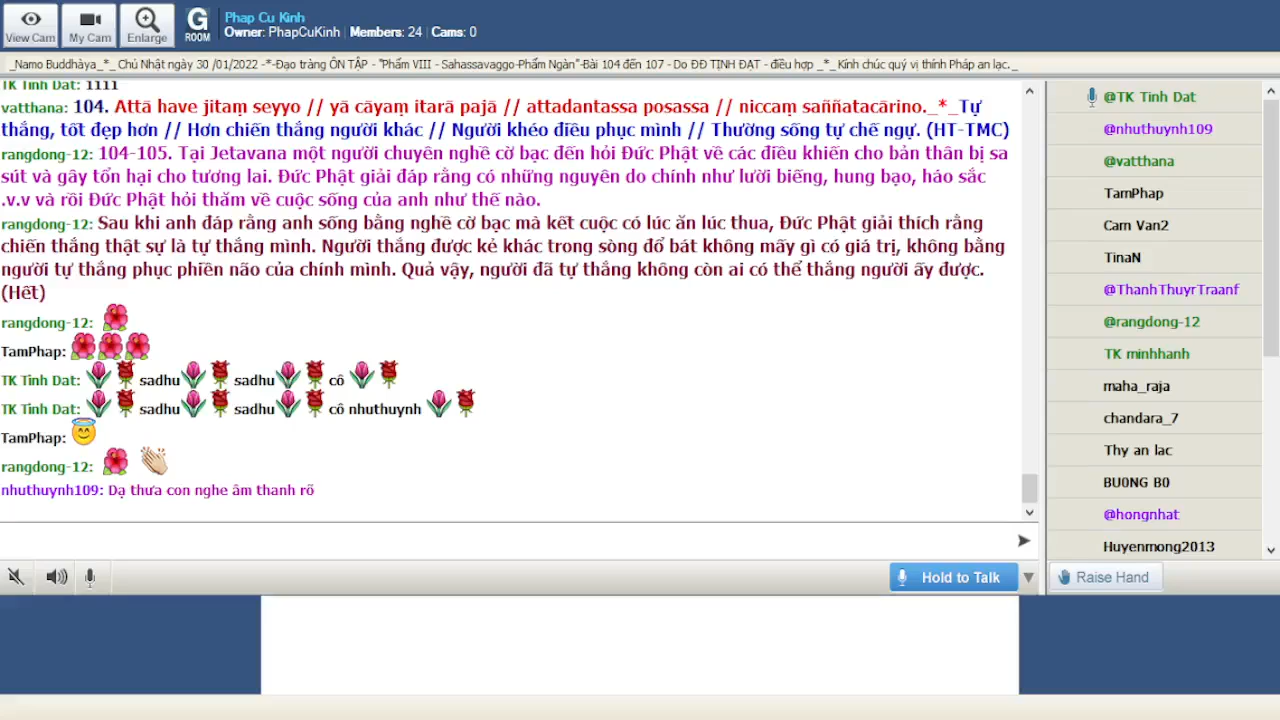 View Cam
My Cam
Enlarge
G
ROOM
Phap Cu Kinh
Owner: PhapCuKinh | Members: 24 | Cams: 0
_Namo Buddhàya_*_ Chủ Nhật ngày 30 /01/2022 -*-Đạo tràng ÔN TẬP - "Phẩm VIII - Sahassavaggo-Phẩm Ngàn"-Bài 104 đến 107 - Do ĐĐ TỊNH ĐẠT - điều hợp _*_Kính chúc quý vị thính Pháp an lạc._
TK Tinh Dat: 1111
vatthana: 104. Attā have jitaṃ seyyo // yā cāyaṃ itarā pajā // attadantassa posassa // niccaṃ saññatacārino._*_Tự
thắng, tốt đẹp hơn // Hơn chiến thắng người khác // Người khéo điều phục mình // Thường sống tự chế ngự. (HT-TMC)
rangdong-12: 104-105. Tại Jetavana một người chuyên nghề cờ bạc đến hỏi Đức Phật về các điều khiến cho bản thân bị sa
sút và gây tổn hại cho tương lai. Đức Phật giải đáp rằng có những nguyên do chính như lười biếng, hung bạo, háo sắc
.v.v và rồi Đức Phật hỏi thăm về cuộc sống của anh như thế nào.
rangdong-12: Sau khi anh đáp rằng anh sống bằng nghề cờ bạc mà kết cuộc có lúc ăn lúc thua, Đức Phật giải thích rằng
chiến thắng thật sự là tự thắng mình. Người thắng được kẻ khác trong sòng đổ bát không mấy gì có giá trị, không bằng
người tự thắng phục phiền não của chính mình. Quả vậy, người đã tự thắng không còn ai có thể thắng người ấy được.
(Hết)
rangdong-12:
TamPhap:
TK Tinh Dat: sadhu sadhu cô
TK Tinh Dat: sadhu sadhu cô nhuthuynh
TamPhap:
rangdong-12:
nhuthuynh109: Dạ thưa con nghe âm thanh rõ
Hold to Talk
@TK Tinh Dat
@nhuthuynh109
@vatthana
TamPhap
Cam Van2
TinaN
@ThanhThuyrTraanf
@rangdong-12
TK minhhanh
maha_raja
chandara_7
Thy an lac
BU0NG B0
@hongnhat
Huyenmong2013
Raise Hand